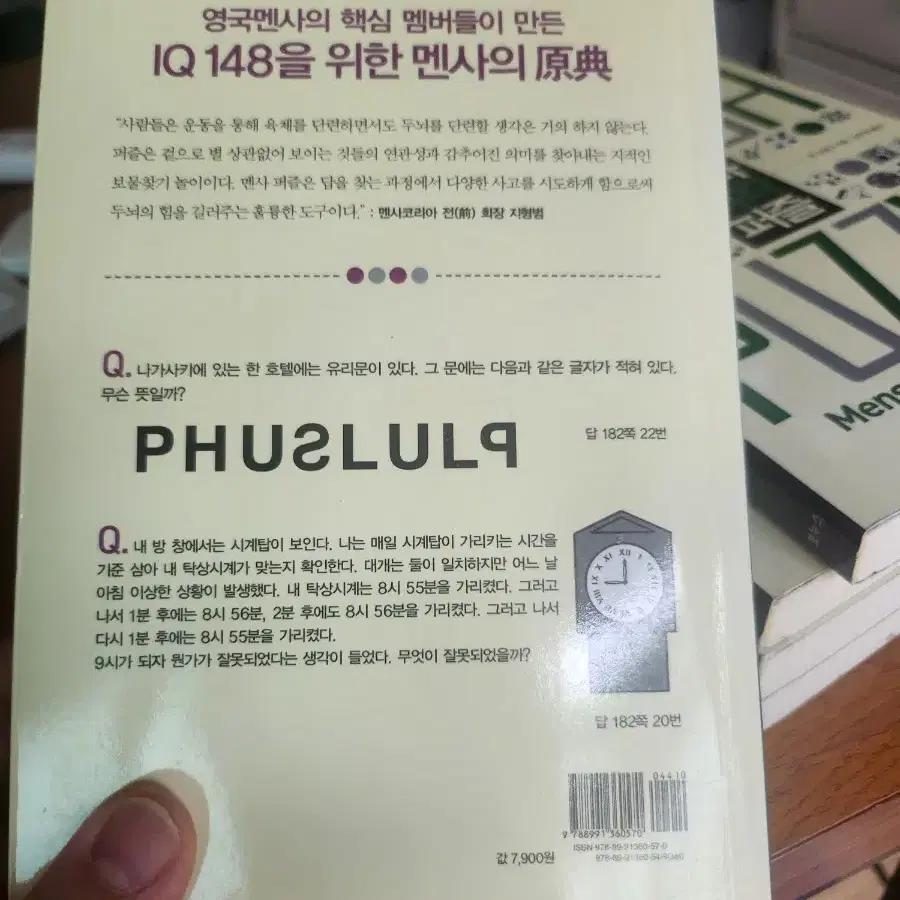 영국멘사의 핵심 멤버들이 만든
IQ 148을 위한 멘사의 原典
"사람들은 운동을 통해 육체를 단련하면서도 두뇌를 단련할 생각은 거의 하지 않는다.
퍼즐은 겉으로 별 상관없어 보이는 것들의 연관성과 감추어진 의미를 찾아내는 지적인
보물찾기 놀이이다. 멘사 퍼즐은 답을 찾는 과정에서 다양한 사고를 시도하게 함으로써
두뇌의 힘을 길러주는 훌륭한 도구이다." : 멘사코리아 전(前) 회장 지형범
Q. 나가사키에 있는 한 호텔에는 유리문이 있다. 그 문에는 다음과 같은 글자가 적혀 있다.
무슨 뜻일까?
PHUSLULP
답 182쪽 22번
Q. 내 방 창에서는 시계탑이 보인다. 나는 매일 시계탑이 가리키는 시간을
기준 삼아 내 탁상시계가 맞는지 확인한다. 대개는 둘이 일치하지만 어느 날
아침 이상한 상황이 발생했다. 내 탁상시계는 8시 55분을 가리켰다. 그러고
나서 1분 후에는 8시 56분, 2분 후에도 8시 56분을 가리켰다. 그러고 나서
다시 1분 후에는 8시 55분을 가리켰다.
9시가 되자 뭔가가 잘못되었다는 생각이 들었다. 무엇이 잘못되었을까?
답 182쪽 20번
04410
9 788991 360570
ISBN 978-89-91360-57-0
값 7,900원
퍼즐
Mens